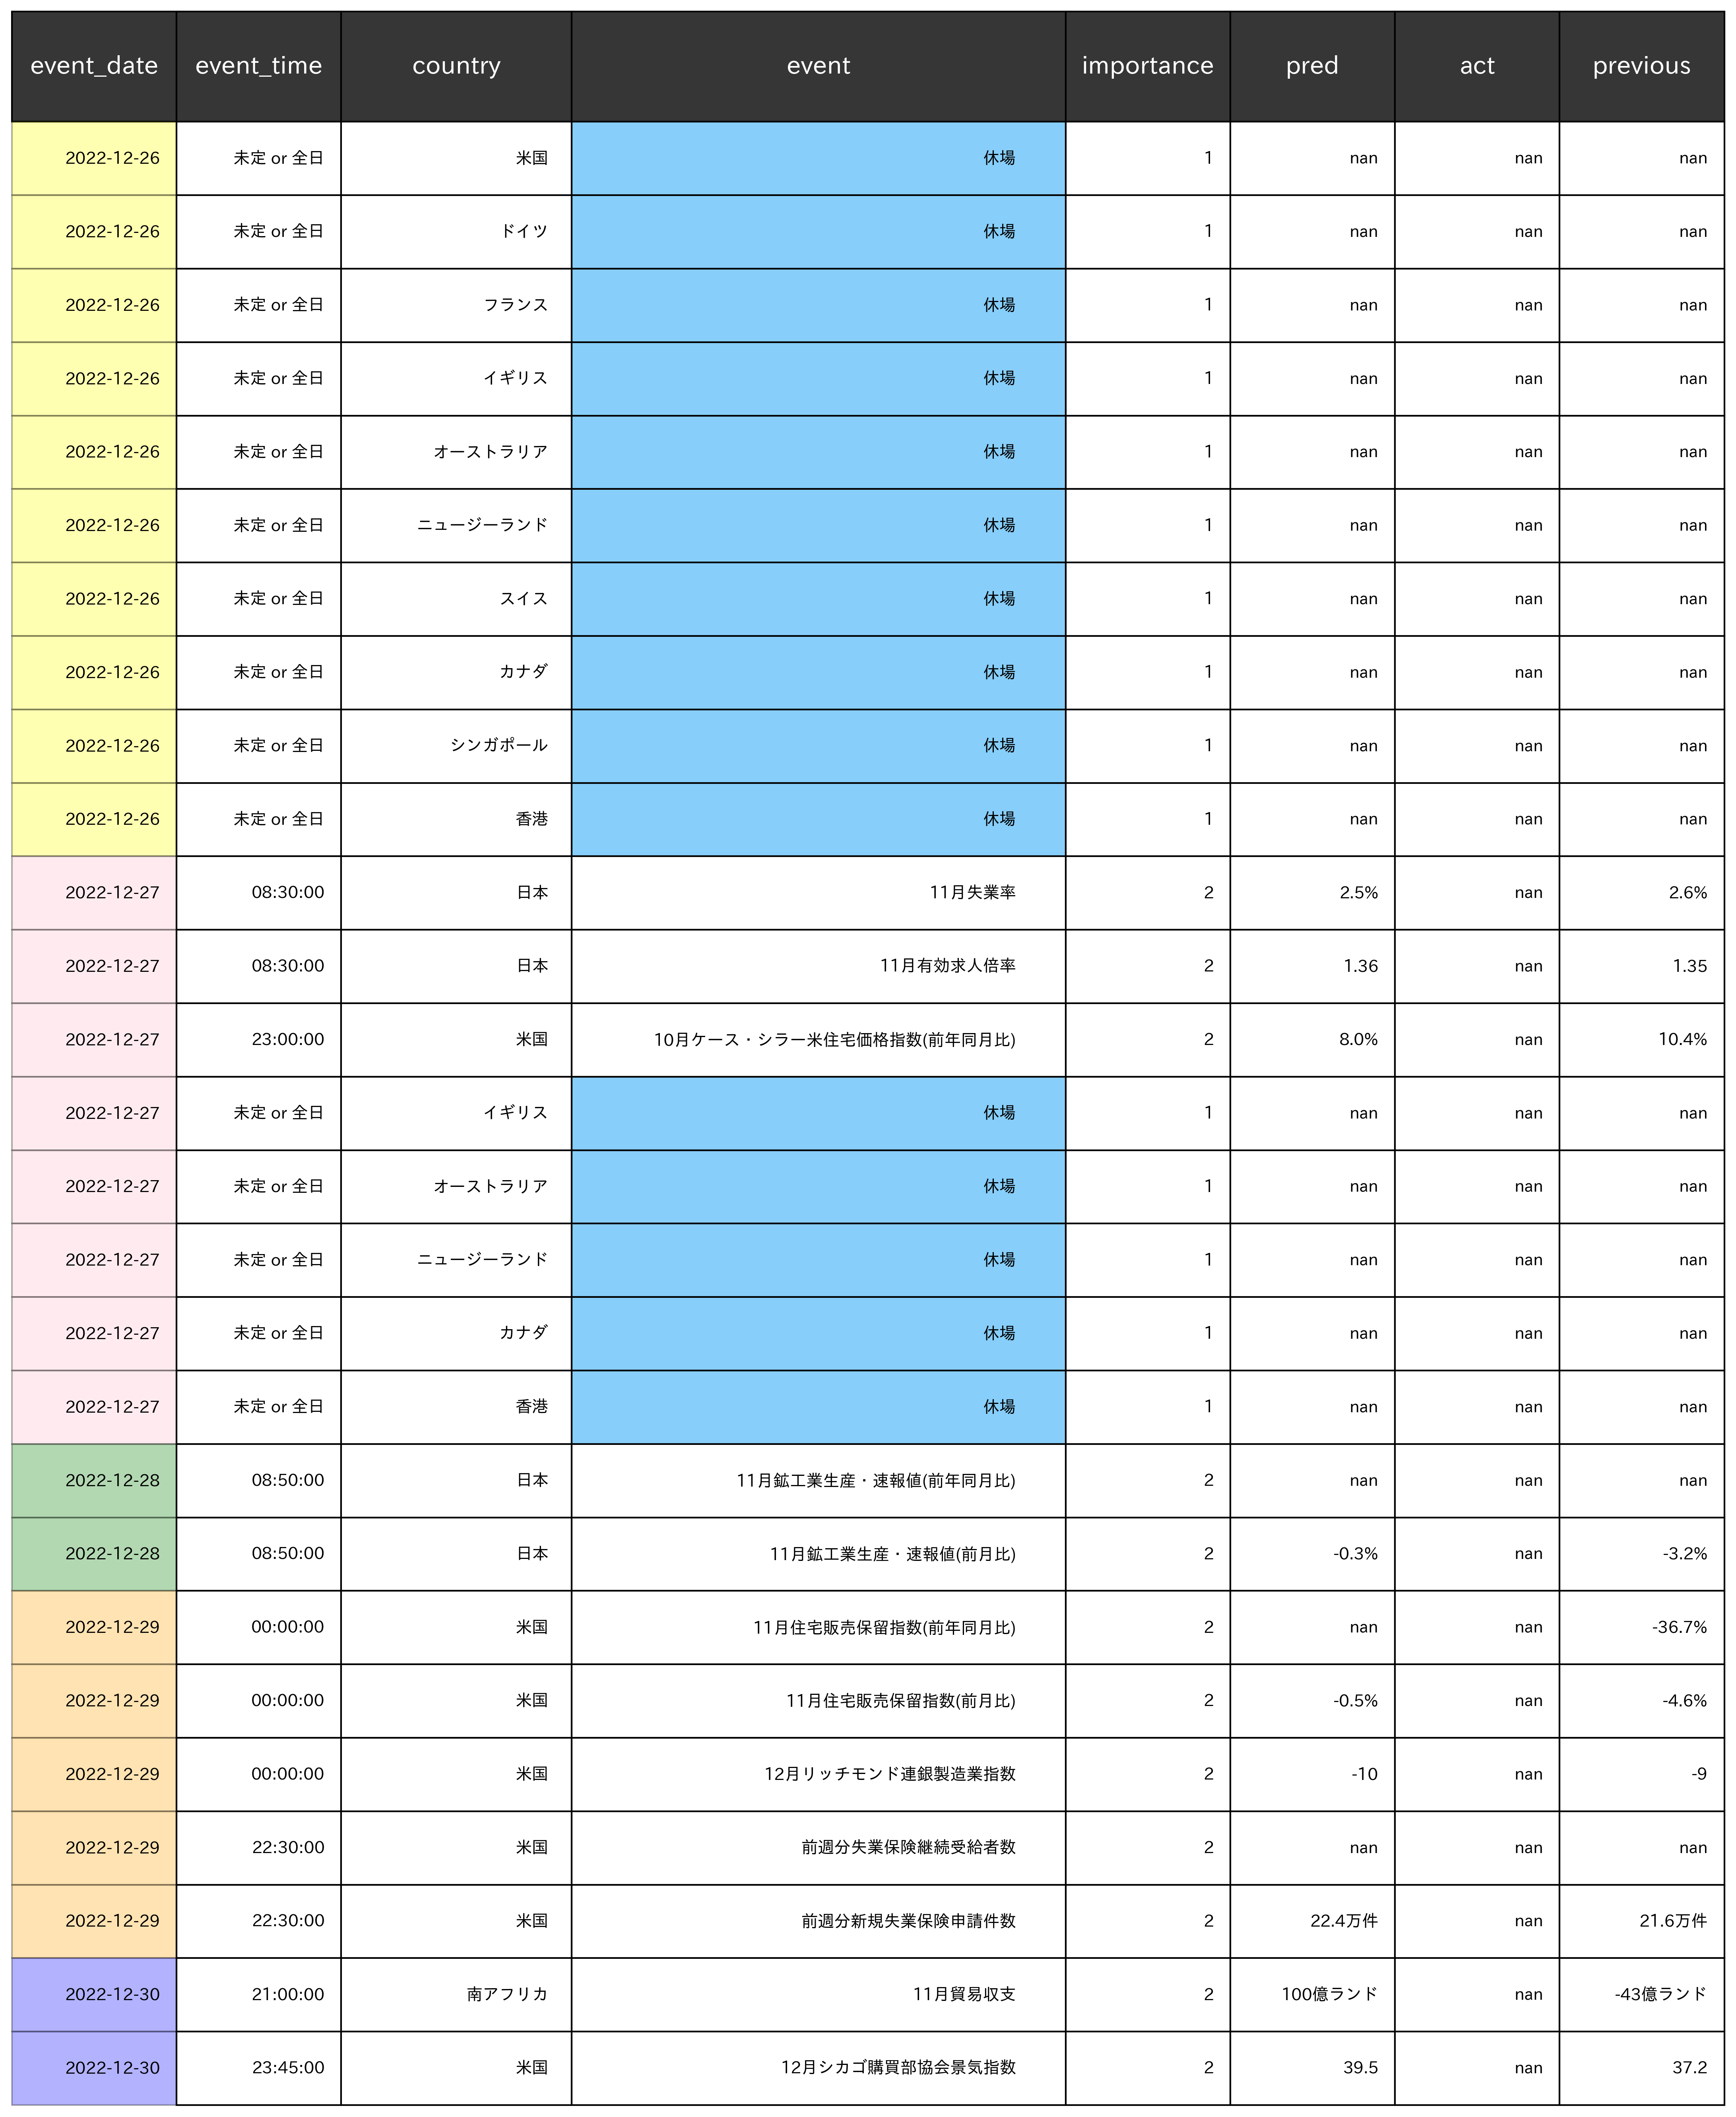 event_date event_time country event importance pred act previous
2022-12-26 未定 or 全日 米国 休場 1 nan nan nan
2022-12-26 未定 or 全日 ドイツ 休場 1 nan nan nan
2022-12-26 未定 or 全日 フランス 休場 1 nan nan nan
2022-12-26 未定 or 全日 イギリス 休場 1 nan nan nan
2022-12-26 未定 or 全日 オーストラリア 休場 1 nan nan nan
2022-12-26 未定 or 全日 ニュージーランド 休場 1 nan nan nan
2022-12-26 未定 or 全日 スイス 休場 1 nan nan nan
2022-12-26 未定 or 全日 カナダ 休場 1 nan nan nan
2022-12-26 未定 or 全日 シンガポール 休場 1 nan nan nan
2022-12-26 未定 or 全日 香港 休場 1 nan nan nan
2022-12-27 08:30:00 日本 11月失業率 2 2.5% nan 2.6%
2022-12-27 08:30:00 日本 11月有効求人倍率 2 1.36 nan 1.35
2022-12-27 23:00:00 米国 10月ケース・シラー米住宅価格指数(前年同月比) 2 8.0% nan 10.4%
2022-12-27 未定 or 全日 イギリス 休場 1 nan nan nan
2022-12-27 未定 or 全日 オーストラリア 休場 1 nan nan nan
2022-12-27 未定 or 全日 ニュージーランド 休場 1 nan nan nan
2022-12-27 未定 or 全日 カナダ 休場 1 nan nan nan
2022-12-27 未定 or 全日 香港 休場 1 nan nan nan
2022-12-28 08:50:00 日本 11月鉱工業生産・速報値(前年同月比) 2 nan nan nan
2022-12-28 08:50:00 日本 11月鉱工業生産・速報値(前月比) 2 -0.3% nan -3.2%
2022-12-29 00:00:00 米国 11月住宅販売保留指数(前年同月比) 2 nan nan -36.7%
2022-12-29 00:00:00 米国 11月住宅販売保留指数(前月比) 2 -0.5% nan -4.6%
2022-12-29 00:00:00 米国 12月リッチモンド連銀製造業指数 2 -10 nan -9
2022-12-29 22:30:00 米国 前週分失業保険継続受給者数 2 nan nan nan
2022-12-29 22:30:00 米国 前週分新規失業保険申請件数 2 22.4万件 nan 21.6万件
2022-12-30 21:00:00 南アフリカ 11月貿易収支 2 100億ランド nan -43億ランド
2022-12-30 23:45:00 米国 12月シカゴ購買部協会景気指数 2 39.5 nan 37.2